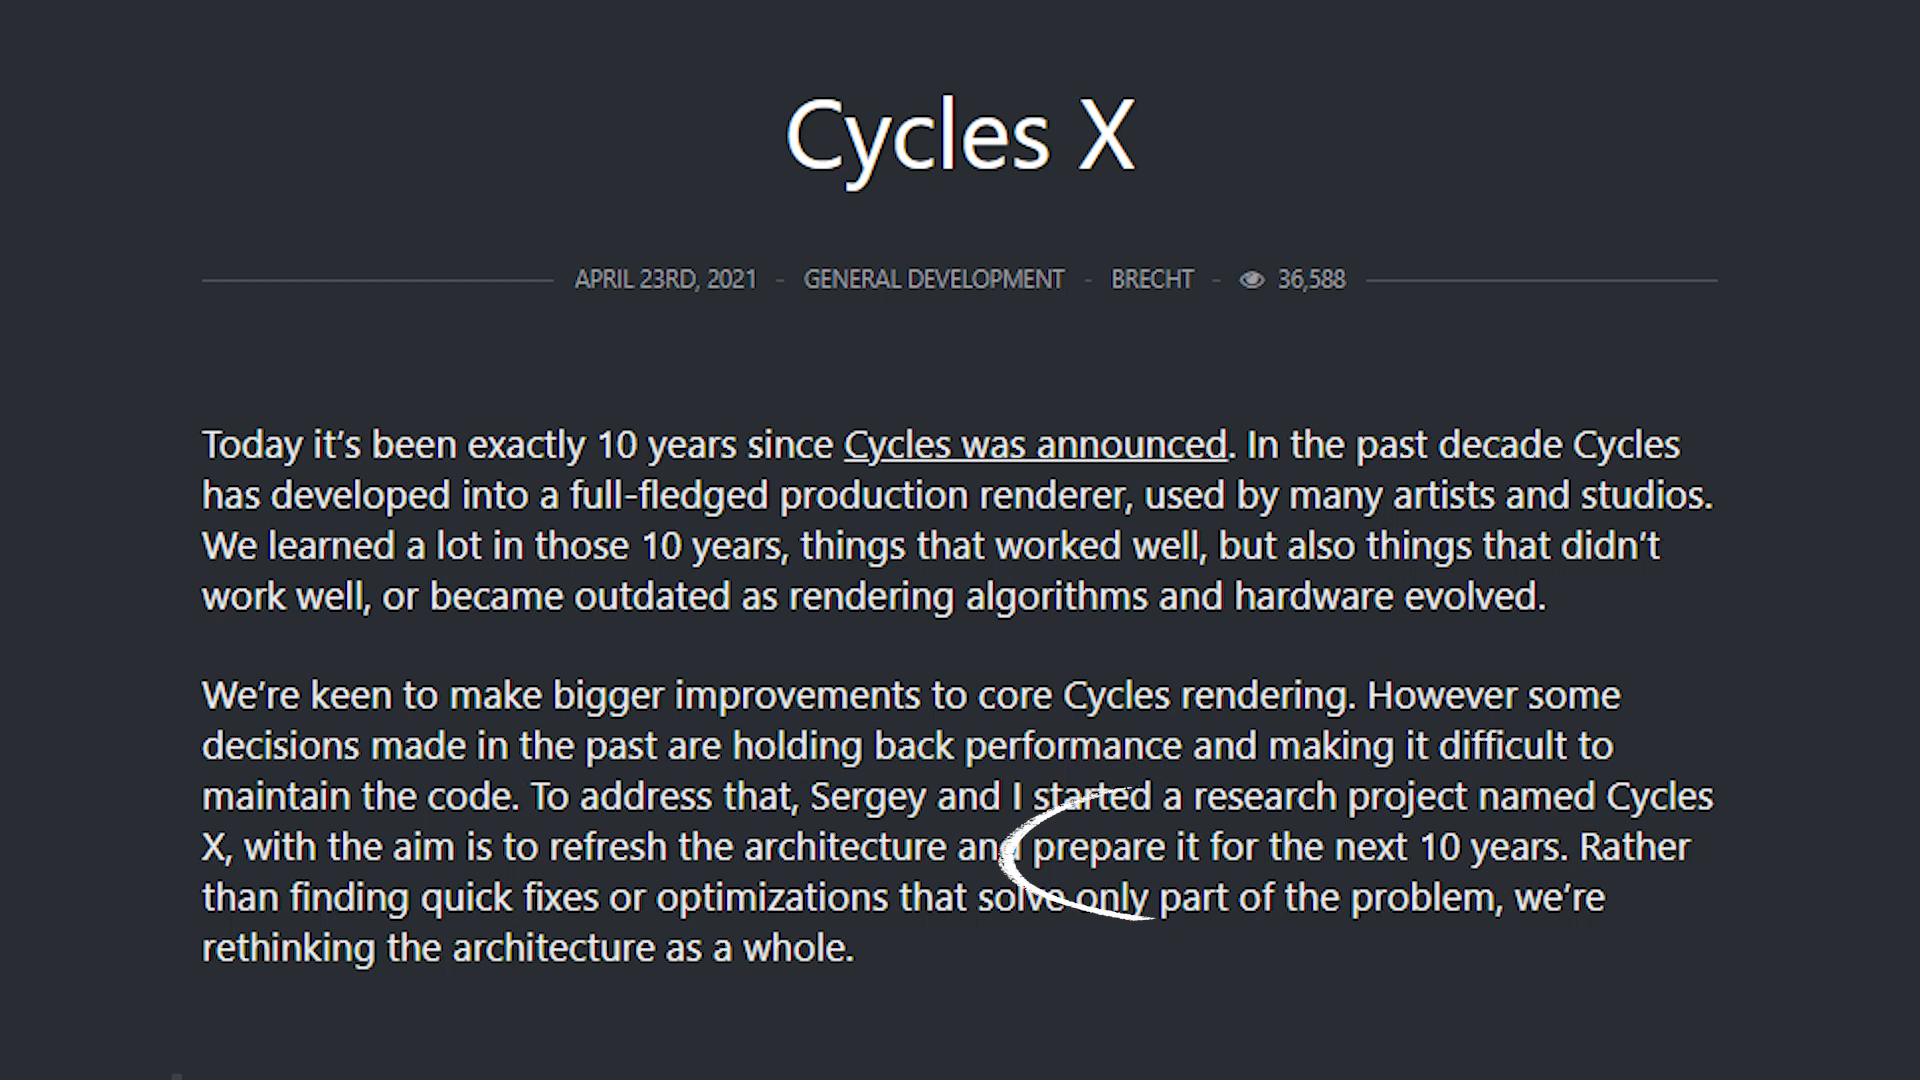 Cycles X
APRIL 23RD, 2021 - GENERAL DEVELOPMENT - BRECHT - 36,588
Today it's been exactly 10 years since Cycles was announced. In the past decade Cycles
has developed into a full-fledged production renderer, used by many artists and studios.
We learned a lot in those 10 years, things that worked well, but also things that didn't
work well, or became outdated as rendering algorithms and hardware evolved.
We're keen to make bigger improvements to core Cycles rendering. However some
decisions made in the past are holding back performance and making it difficult to
maintain the code. To address that, Sergey and I started a research project named Cycles
X, with the aim is to refresh the architecture and prepare it for the next 10 years. Rather
than finding quick fixes or optimizations that solve only part of the problem, we're
rethinking the architecture as a whole.